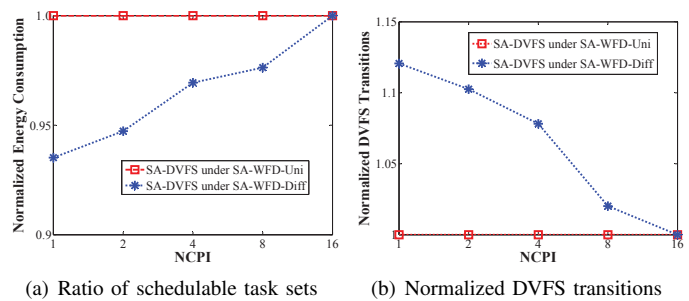 Normalized Energy Consumption
1.0
0.95
0.9
SA-DVFS under SA-WFD-Uni
SA-DVFS under SA-WFD-Diff
1 2 4 8 16
NCPI
(a) Ratio of schedulable task sets
Normalized DVFS Transitions
1.15
1.1
1.05
SA-DVFS under SA-WFD-Uni
SA-DVFS under SA-WFD-Diff
1 2 4 8 16
NCPI
(b) Normalized DVFS transitions